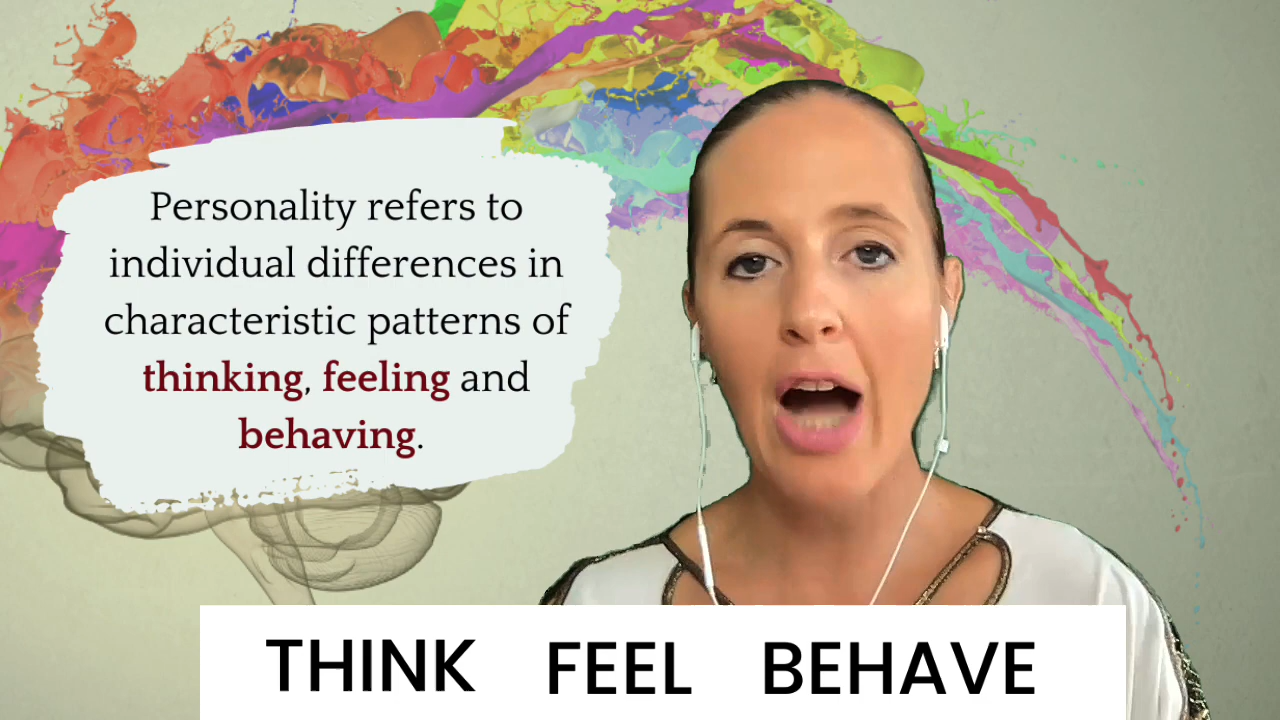 Personality refers to
individual differences in
characteristic patterns of
thinking, feeling and
behaving.
THINK FEEL BEHAVE